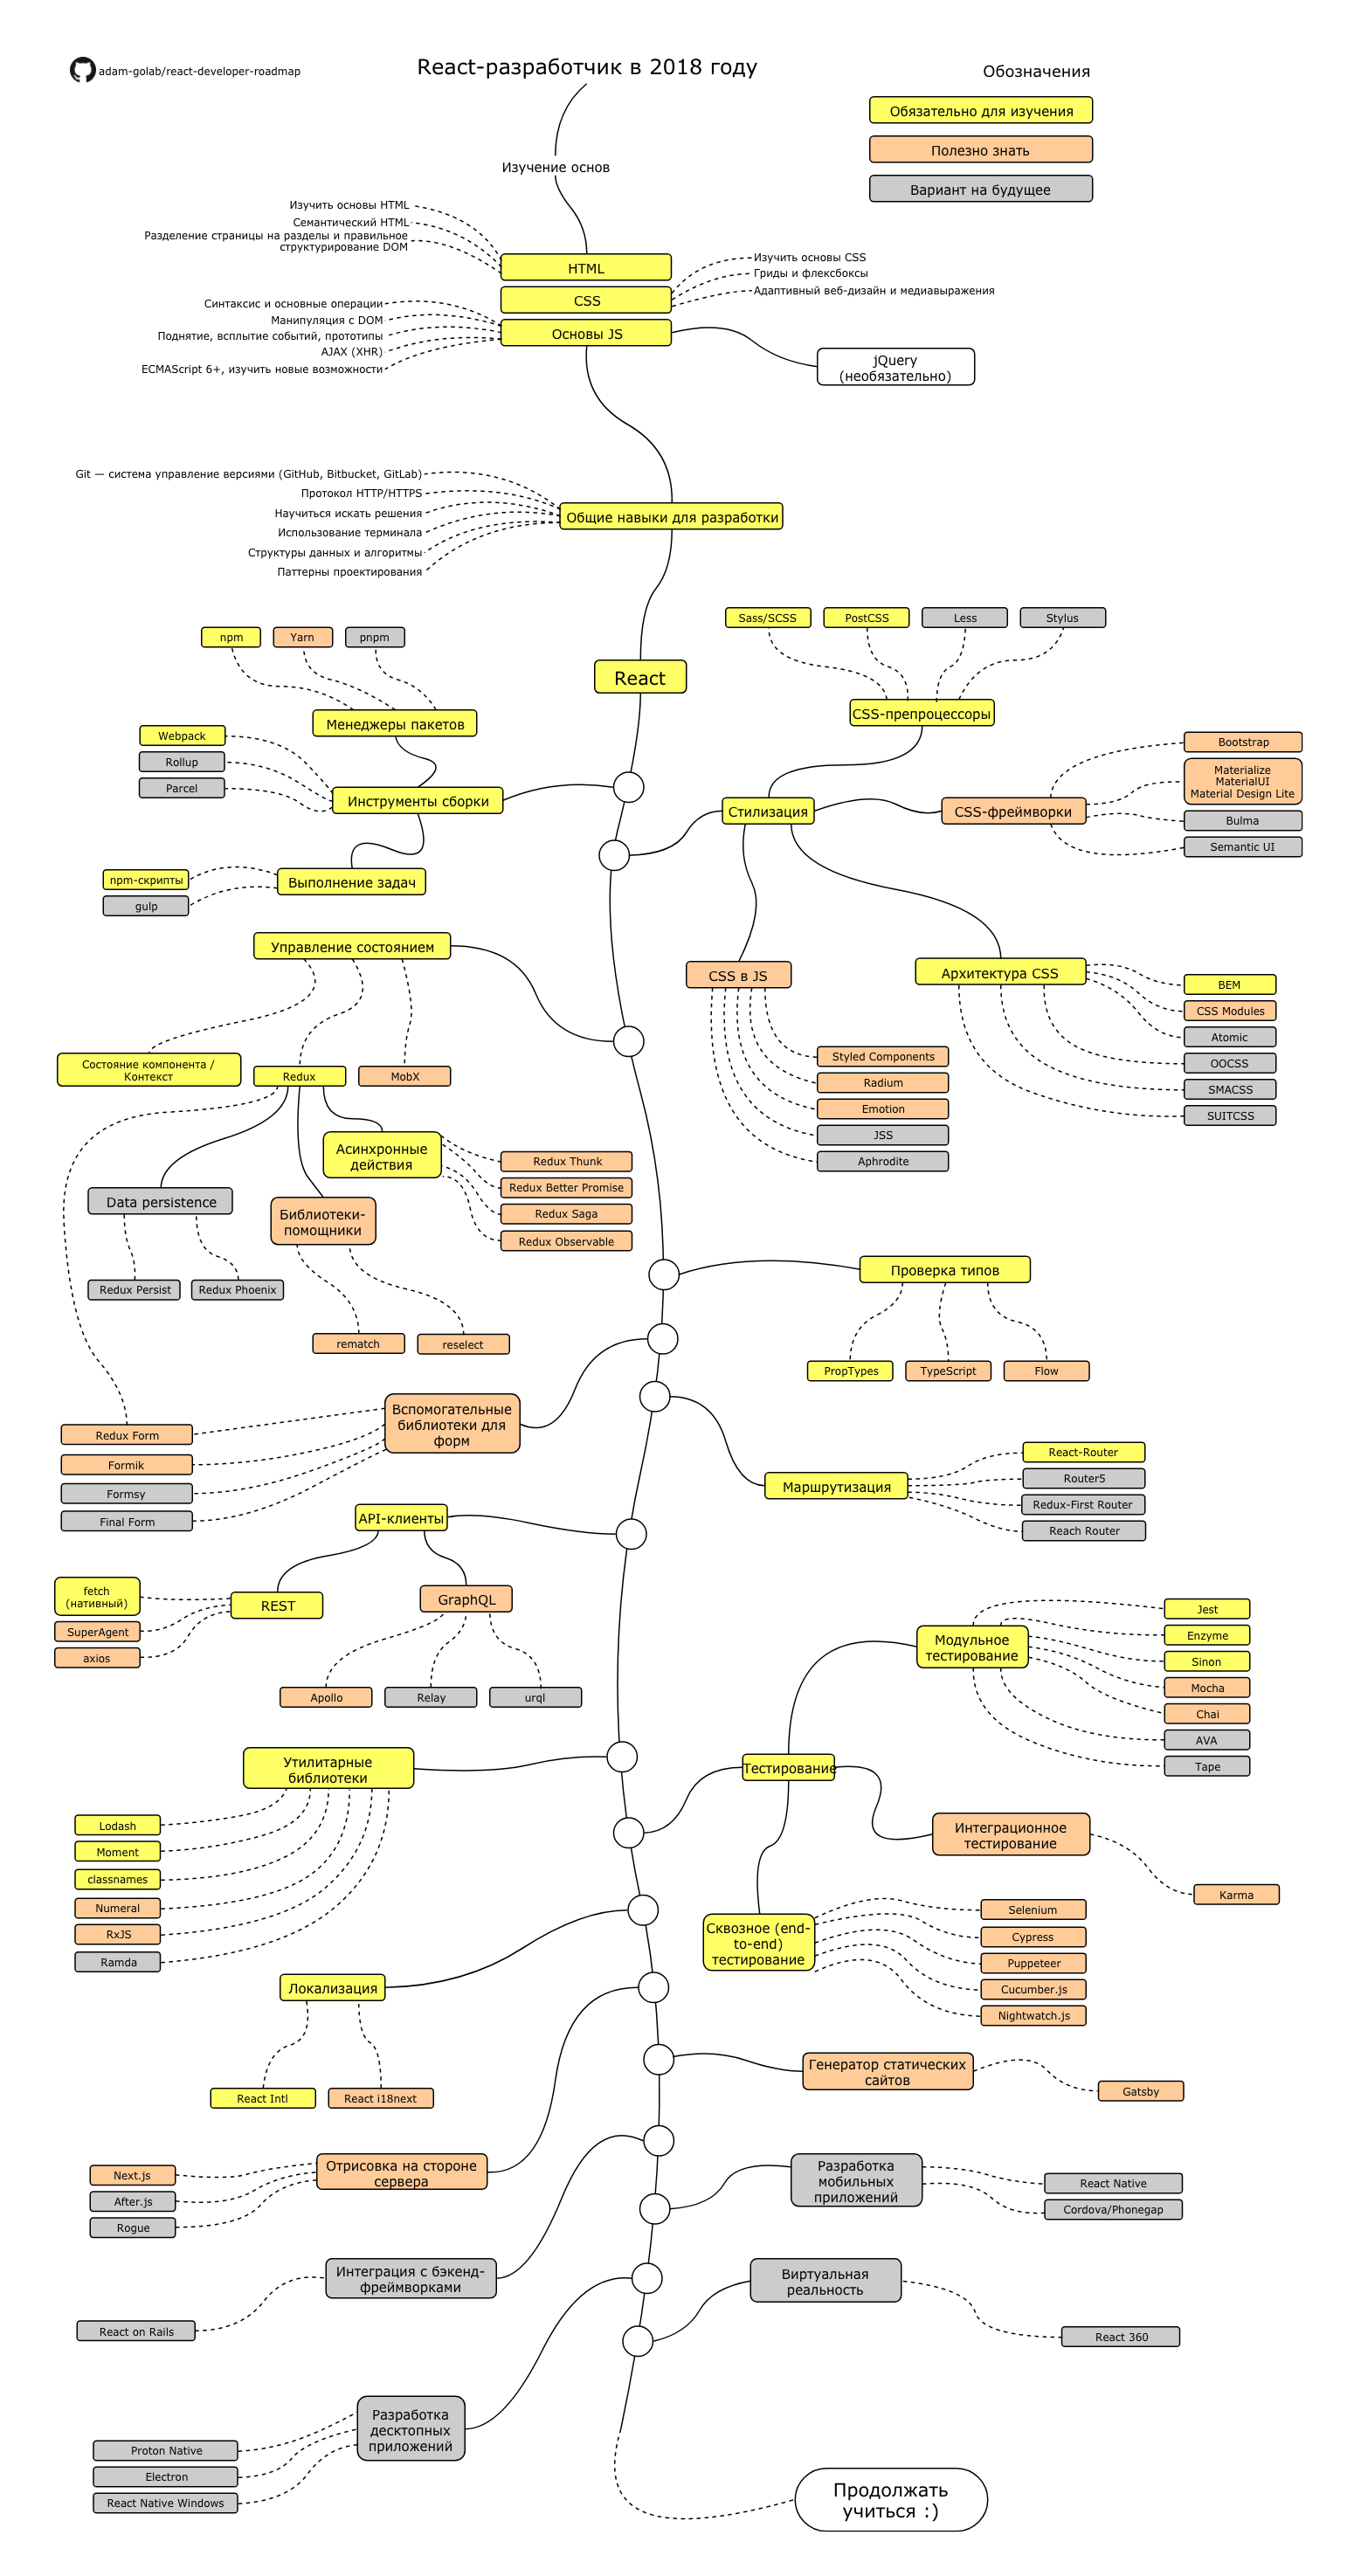 adam-golab/react-developer-roadmap
React-разработчик в 2018 году
Обозначения
Обязательно для изучения
Полезно знать
Вариант на будущее
Изучение основ
Изучить основы HTML
Семантический HTML
Разделение страницы на разделы и правильное
структурирование DOM
HTML
Изучить основы CSS
Гриды и флексбоксы
Адаптивный веб-дизайн и медиавыражения
CSS
Синтаксис и основные операции
Манипуляция с DOM
Поднятие, всплытие событий, прототипы
AJAX (XHR)
ECMAScript 6+, изучить новые возможности
Основы JS
jQuery
(необязательно)
Git — система управление версиями (GitHub, Bitbucket, GitLab)
Протокол HTTP/HTTPS
Научиться искать решения
Использование терминала
Структуры данных и алгоритмы
Паттерны проектирования
Общие навыки для разработки
React
npm
Yarn
pnpm
Менеджеры пакетов
Webpack
Rollup
Parcel
Инструменты сборки
npm-скрипты
gulp
Выполнение задач
Sass/SCSS
PostCSS
Less
Stylus
CSS-препроцессоры
Стилизация
CSS-фреймворки
Bootstrap
Materialize
MaterialUI
Material Design Lite
Bulma
Semantic UI
CSS в JS
Styled Components
Radium
Emotion
JSS
Aphrodite
Архитектура CSS
BEM
CSS Modules
Atomic
OOCSS
SMACSS
SUITCSS
Управление состоянием
Состояние компонента /
Контекст
Redux
MobX
Асинхронные
действия
Redux Thunk
Redux Better Promise
Redux Saga
Redux Observable
Data persistence
Redux Persist
Redux Phoenix
Библиотеки-
помощники
rematch
reselect
Проверка типов
PropTypes
TypeScript
Flow
Вспомогательные
библиотеки для
форм
Redux Form
Formik
Formsy
Final Form
Маршрутизация
React-Router
Router5
Redux-First Router
Reach Router
API-клиенты
REST
fetch
(нативный)
SuperAgent
axios
GraphQL
Apollo
Relay
urql
Утилитарные
библиотеки
Lodash
Moment
classnames
Numeral
RxJS
Ramda
Тестирование
Модульное
тестирование
Jest
Enzyme
Sinon
Mocha
Chai
AVA
Tape
Интеграционное
тестирование
Karma
Сквозное (end-
to-end)
тестирование
Selenium
Cypress
Puppeteer
Cucumber.js
Nightwatch.js
Локализация
React Intl
React i18next
Генератор статических
сайтов
Gatsby
Отрисовка на стороне
сервера
Next.js
After.js
Rogue
Разработка
мобильных
приложений
React Native
Cordova/Phonegap
Интеграция с бэкенд-
фреймворками
React on Rails
Виртуальная
реальность
React 360
Разработка
десктопных
приложений
Proton Native
Electron
React Native Windows
Продолжать
учиться :)